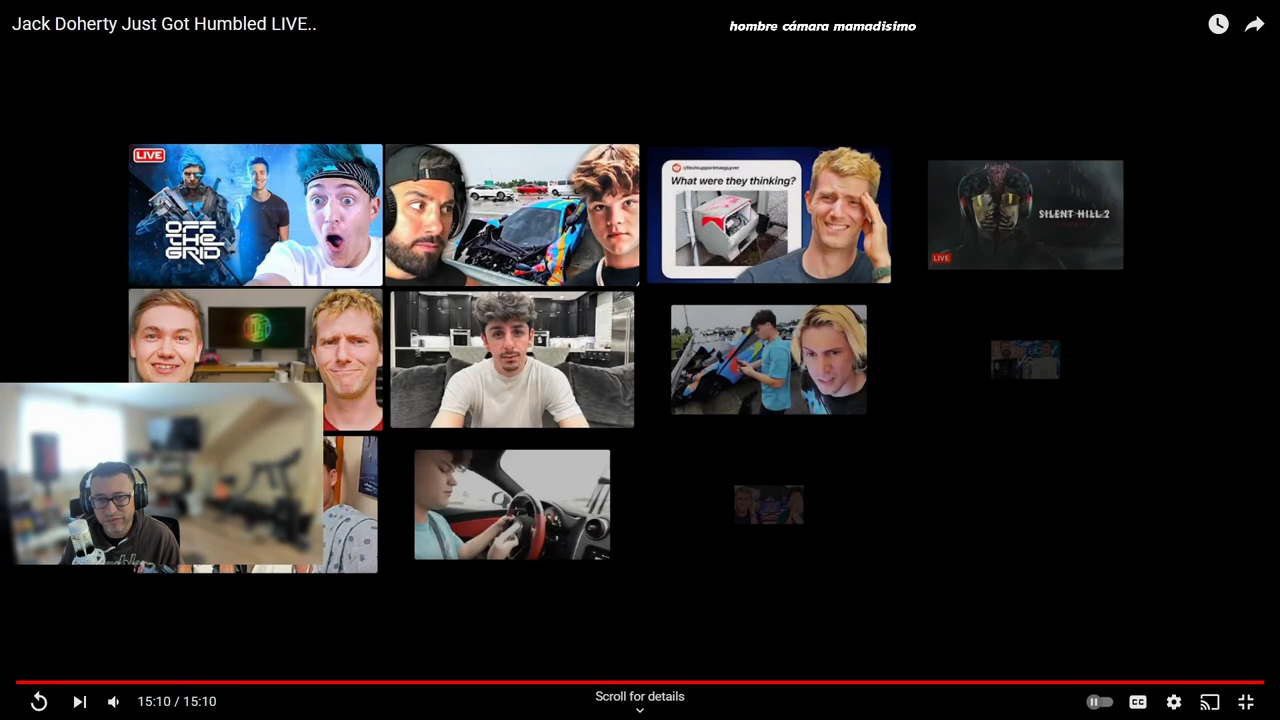 Jack Doherty Just Got Humbled LIVE..
hombre cámara mamadisimo
LIVE
OFF
THE
GRID
What were they thinking?
SILENT HILL 2
LIVE
15:10 / 15:10
Scroll for details
CC